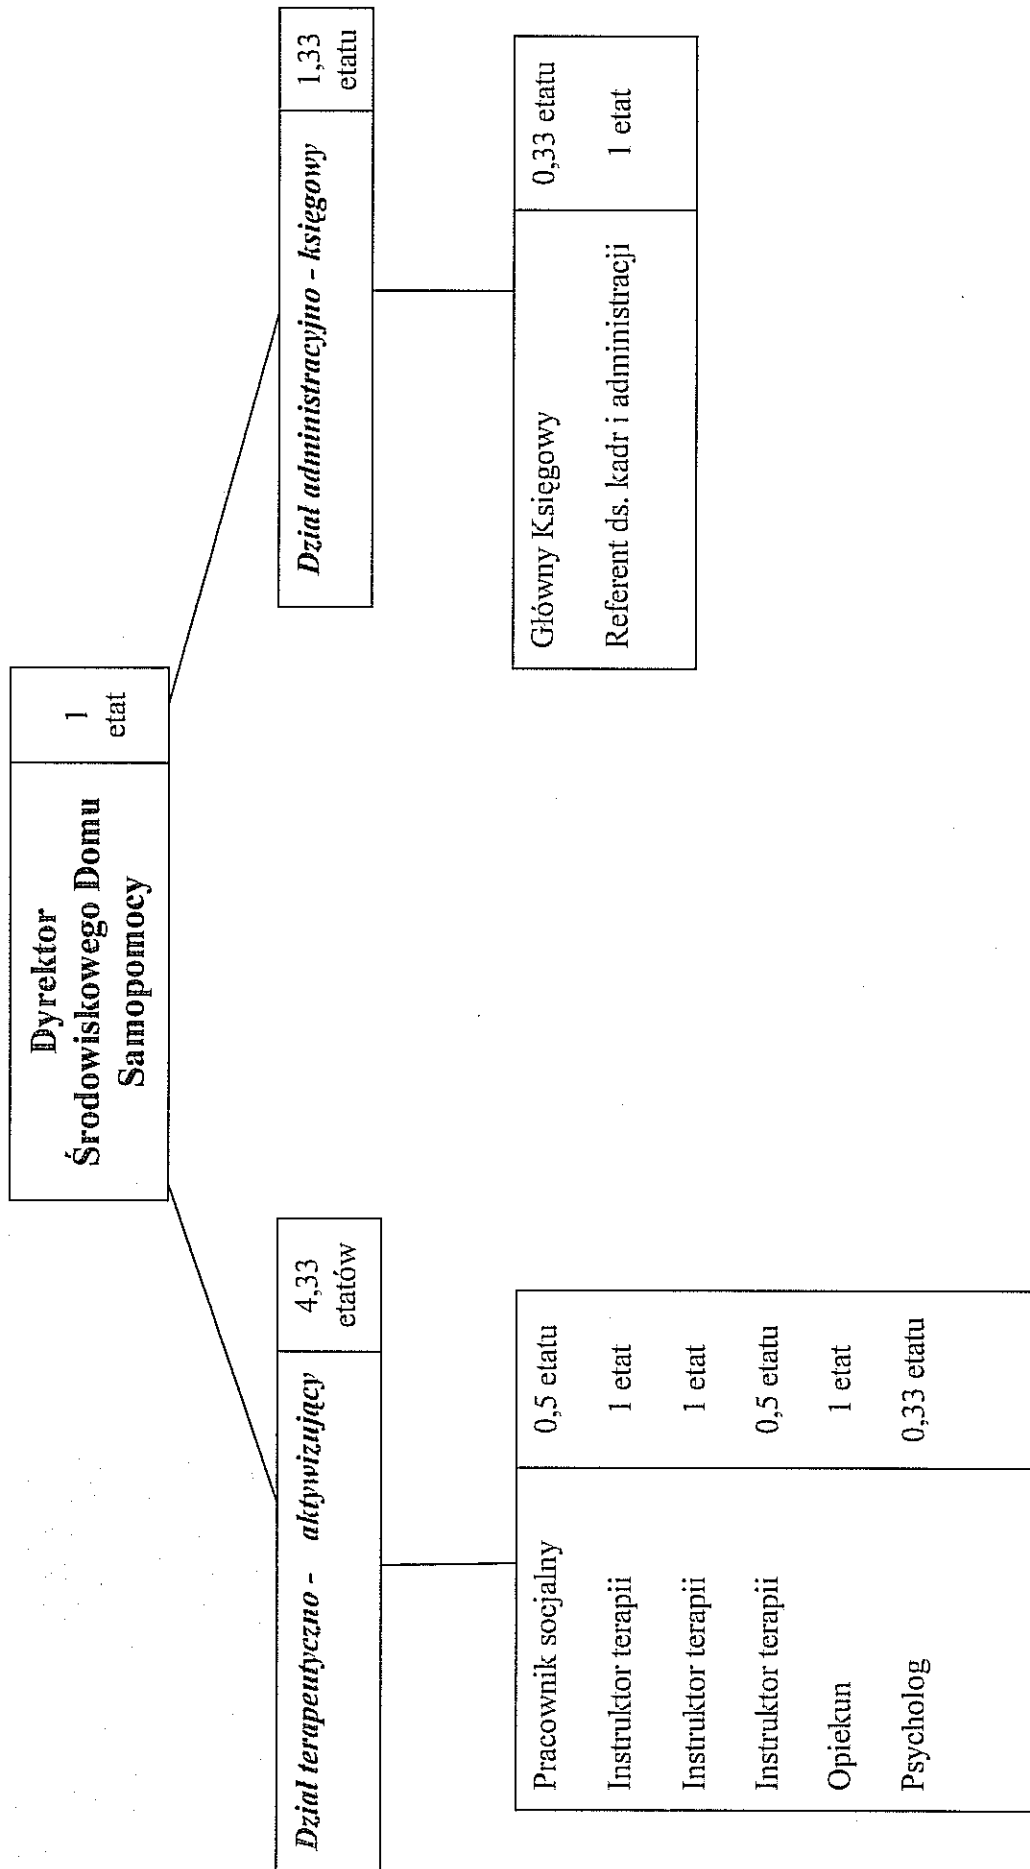 Dyrektor
Środowiskowego Domu
Samopomocy
1
etat
Dział terapeutyczno - aktywizujący
4,33
etatów
Pracownik socjalny 0,5 etatu
Instruktor terapii 1 etat
Instruktor terapii 1 etat
Instruktor terapii 0,5 etatu
Opiekun 1 etat
Psycholog 0,33 etatu
Dział administracyjno - księgowy
1,33
etatu
Główny Księgowy 0,33 etatu
Referent ds. kadr i administracji 1 etat